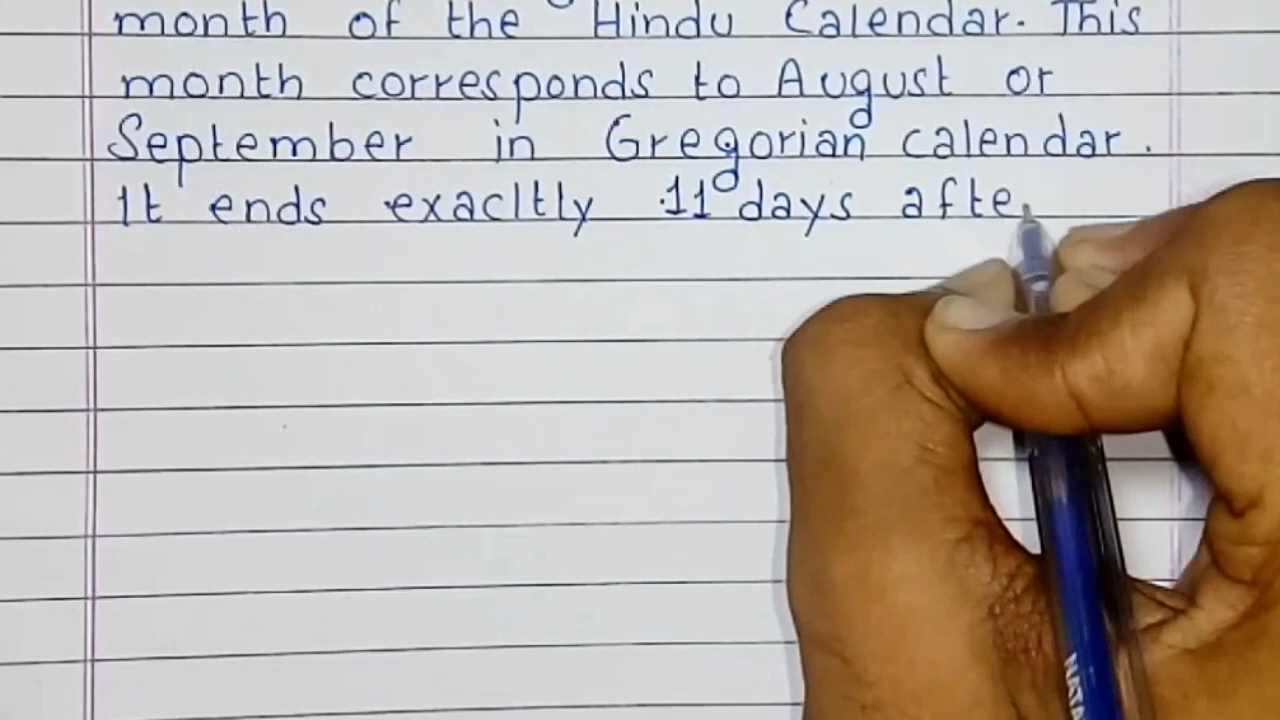 month of the Hindu Calendar. This
month corresponds to August or
September in Gregorian calendar.
It ends exacltly 11 days afte
NATA